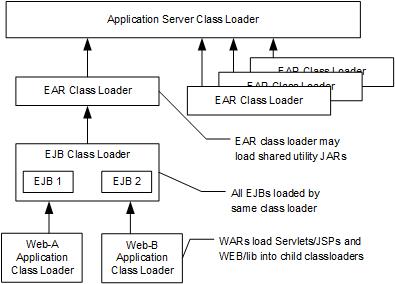 Application Server Class Loader
EAR Class Loader
EAR Class Loader
EAR Class Loader
EAR Class Loader
EAR class loader may
load shared utility JARs
EJB Class Loader
EJB 1
EJB 2
All EJBs loaded by
same class loader
Web-A
Application
Class Loader
Web-B
Application
Class Loader
WARs load Servlets/JSPs and
WEB/lib into child classloaders